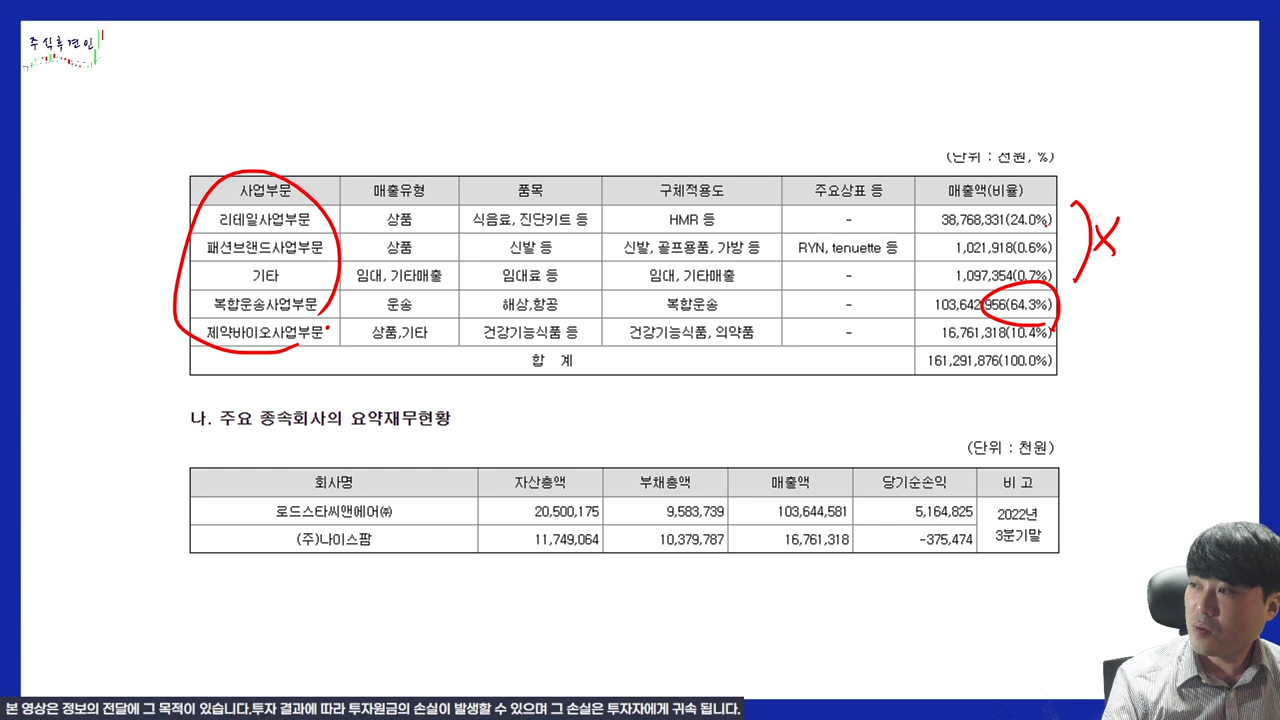 주식후견인
(단위 : 천원, %)
사업부문 매출유형 품목 구체적용도 주요상표 등 매출액(비율)
리테일사업부문 상품 식음료, 진단키트 등 HMR 등 - 38,768,331(24.0%)
패션브랜드사업부문 상품 신발 등 신발, 골프용품, 가방 등 RYN, tenuette 등 1,021,918(0.6%)
기타 임대, 기타매출 임대료 등 임대, 기타매출 - 1,097,354(0.7%)
복합운송사업부문 운송 해상,항공 복합운송 - 103,642,956(64.3%)
제약바이오사업부문 상품,기타 건강기능식품 등 건강기능식품, 의약품 - 16,761,318(10.4%)
합 계 161,291,876(100.0%)
X
나. 주요 종속회사의 요약재무현황
(단위 : 천원)
회사명 자산총액 부채총액 매출액 당기순손익 비 고
로드스타씨앤에어㈜ 20,500,175 9,583,739 103,644,581 5,164,825 2022년
(주)나이스팜 11,749,064 10,379,787 16,761,318 -375,474 3분기말
본 영상은 정보의 전달에 그 목적이 있습니다.투자 결과에 따라 투자원금의 손실이 발생할 수 있으며 그 손실은 투자자에게 귀속 됩니다.